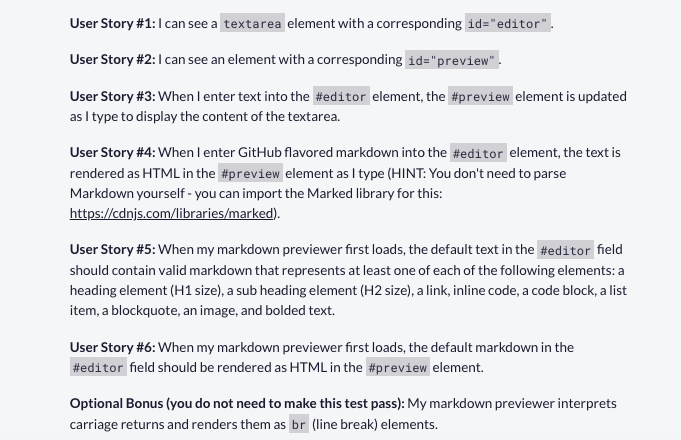 User Story #1: I can see a textarea element with a corresponding id="editor".
User Story #2: I can see an element with a corresponding id="preview".
User Story #3: When I enter text into the #editor element, the #preview element is updated
as I type to display the content of the textarea.
User Story #4: When I enter GitHub flavored markdown into the #editor element, the text is
rendered as HTML in the #preview element as I type (HINT: You don't need to parse
Markdown yourself - you can import the Marked library for this:
https://cdnjs.com/libraries/marked).
User Story #5: When my markdown previewer first loads, the default text in the #editor field
should contain valid markdown that represents at least one of each of the following elements: a
heading element (H1 size), a sub heading element (H2 size), a link, inline code, a code block, a list
item, a blockquote, an image, and bolded text.
User Story #6: When my markdown previewer first loads, the default markdown in the
#editor field should be rendered as HTML in the #preview element.
Optional Bonus (you do not need to make this test pass): My markdown previewer interprets
carriage returns and renders them as br (line break) elements.